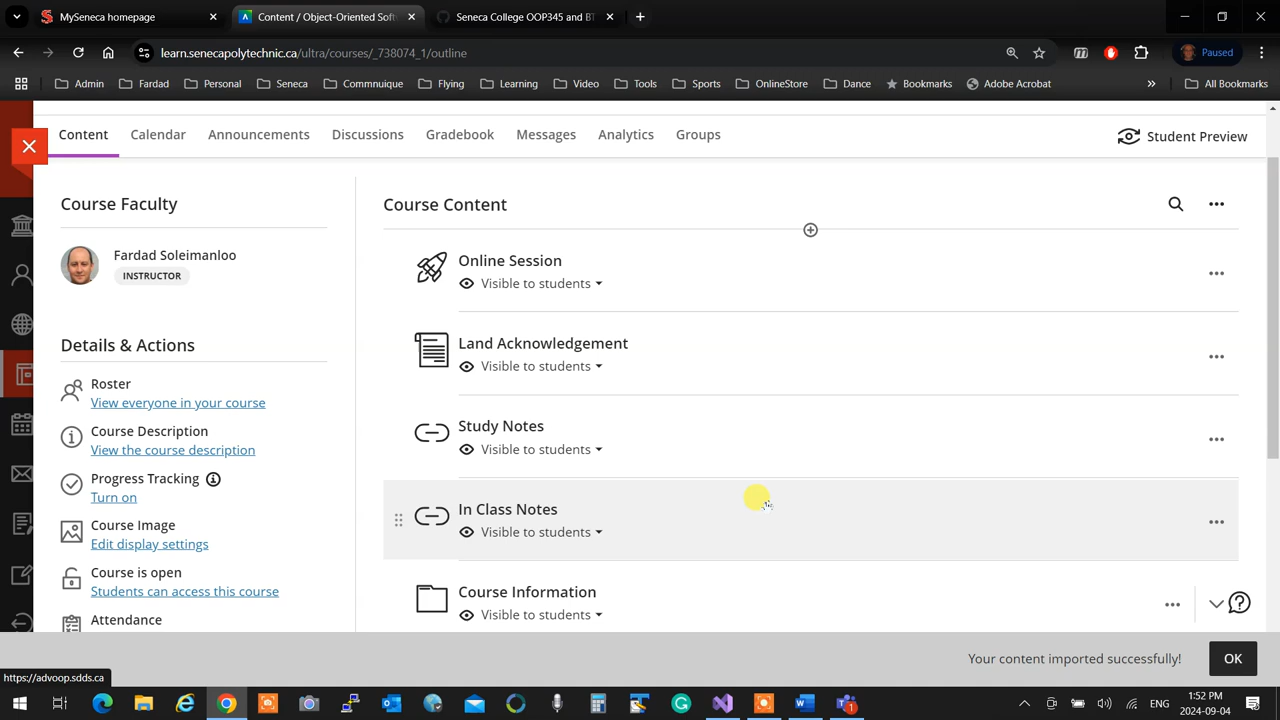 MySeneca homepage
Content / Object-Oriented Soft
Seneca College OOP345 and BT
learn.senecapolytechnic.ca/ultra/courses/_738074_1/outline
Paused
Admin Fardad Personal Seneca Commnuique Flying Learning Video Tools Sports OnlineStore Dance Bookmarks Adobe Acrobat » All Bookmarks
Content Calendar Announcements Discussions Gradebook Messages Analytics Groups Student Preview
Course Faculty
Fardad Soleimanloo
INSTRUCTOR
Details & Actions
Roster
View everyone in your course
Course Description
View the course description
Progress Tracking
Turn on
Course Image
Edit display settings
Course is open
Students can access this course
Attendance
Course Content
Online Session
Visible to students
Land Acknowledgement
Visible to students
Study Notes
Visible to students
In Class Notes
Visible to students
Course Information
Visible to students
Your content imported successfully! OK
https://advoop.sdds.ca
ENG
1:52 PM
2024-09-04